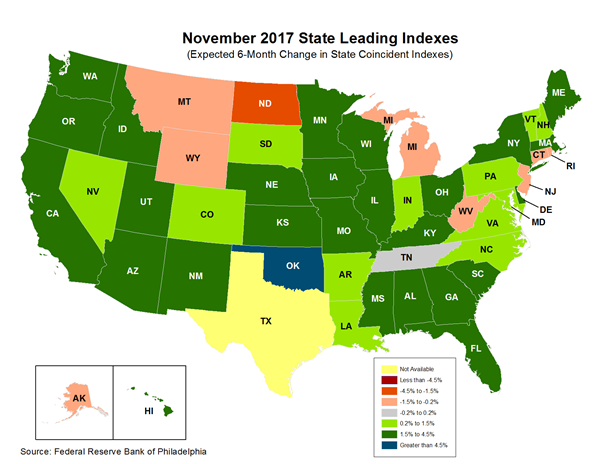 November 2017 State Leading Indexes
(Expected 6-Month Change in State Coincident Indexes)
WA
MT
ND
MN
ME
OR
ID
WY
SD
WI
MI
MI
VT
NH
NY
MA
CT
RI
NV
UT
CO
NE
IA
IL
IN
OH
PA
NJ
CA
KS
MO
KY
WV
VA
DE
MD
AZ
NM
OK
AR
TN
NC
SC
TX
LA
MS
AL
GA
FL
AK
HI
Not Available
Less than -4.5%
-4.5% to -1.5%
-1.5% to -0.2%
-0.2% to 0.2%
0.2% to 1.5%
1.5% to 4.5%
Greater than 4.5%
Source: Federal Reserve Bank of Philadelphia